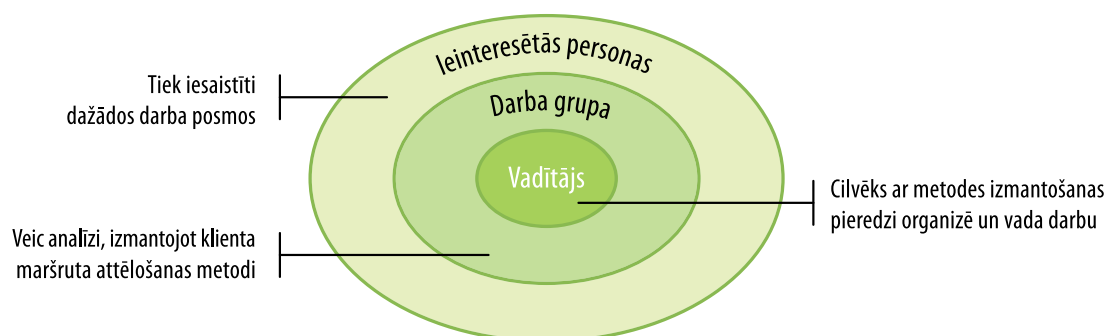 Ieinteresētās personas
Tiek iesaistīti
dažādos darba posmos
Darba grupa
Vadītājs
Cilvēks ar metodes izmantošanas
pieredzi organizē un vada darbu
Veic analīzi, izmantojot klienta
maršruta attēlošanas metodi